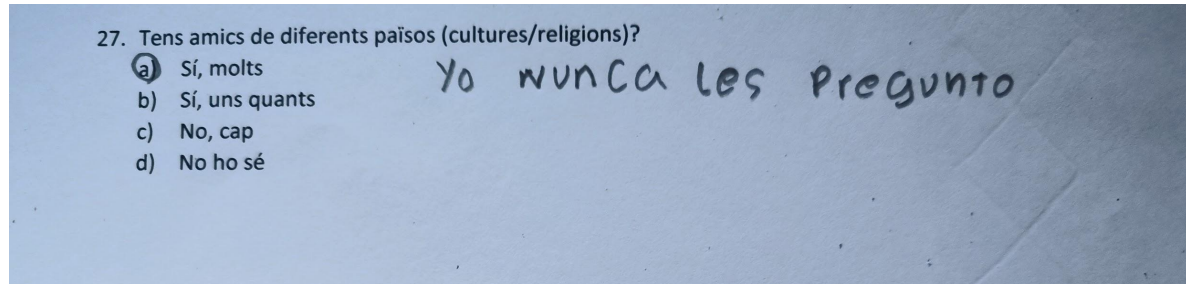 27. Tens amics de diferents països (cultures/religions)?
a) Sí, molts
Yo nunca les Pregunto
b) Sí, uns quants
c) No, cap
d) No ho sé